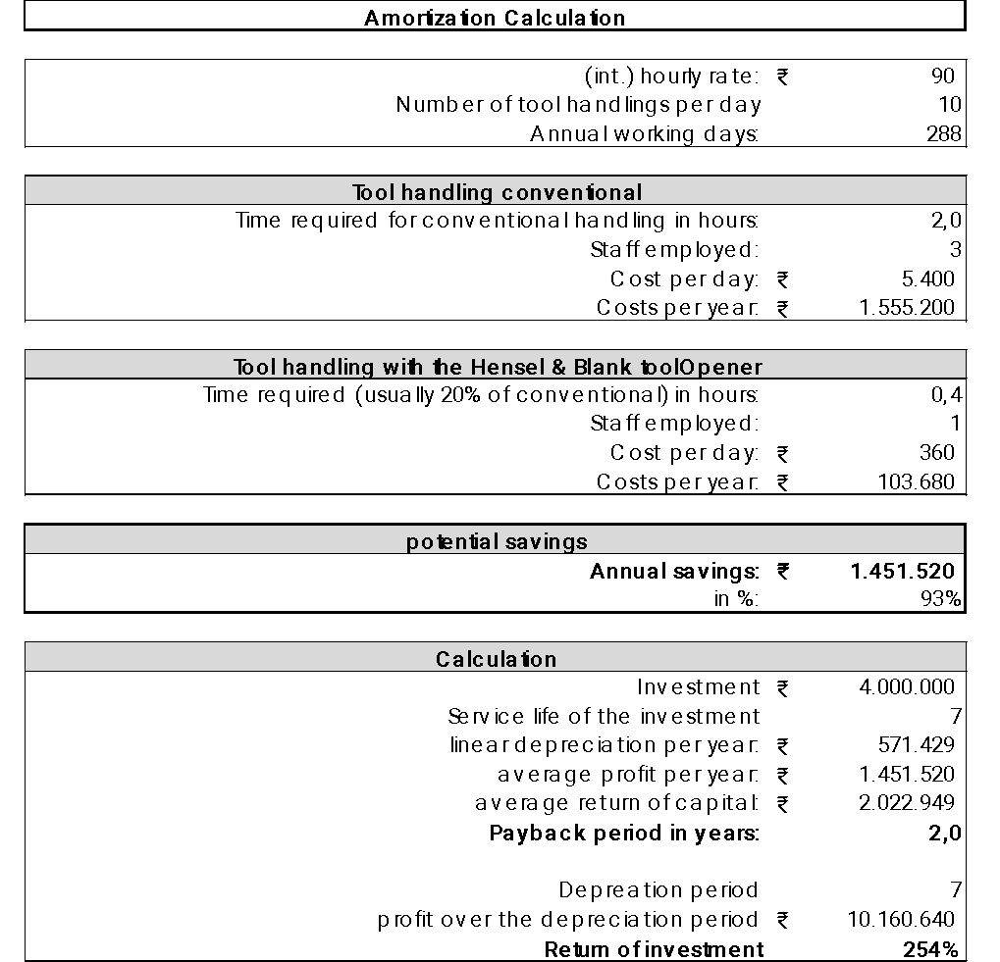 Amortization Calculation
(int.) hourly rate: ₹ 90
Number of tool handlings per day 10
Annual working days: 288
Tool handling conventional
Time required for conventional handling in hours: 2,0
Staff employed: 3
Cost per day: ₹ 5.400
Costs per year: ₹ 1.555.200
Tool handling with the Hensel & Blank toolOpener
Time required (usually 20% of conventional) in hours: 0,4
Staff employed: 1
Cost per day: ₹ 360
Costs per year: ₹ 103.680
potential savings
Annual savings: ₹ 1.451.520
in %: 93%
Calculation
Investment ₹ 4.000.000
Service life of the investment 7
linear depreciation per year: ₹ 571.429
average profit per year: ₹ 1.451.520
average return of capital: ₹ 2.022.949
Payback period in years: 2,0
Depreation period 7
profit over the depreciation period ₹ 10.160.640
Return of investment 254%